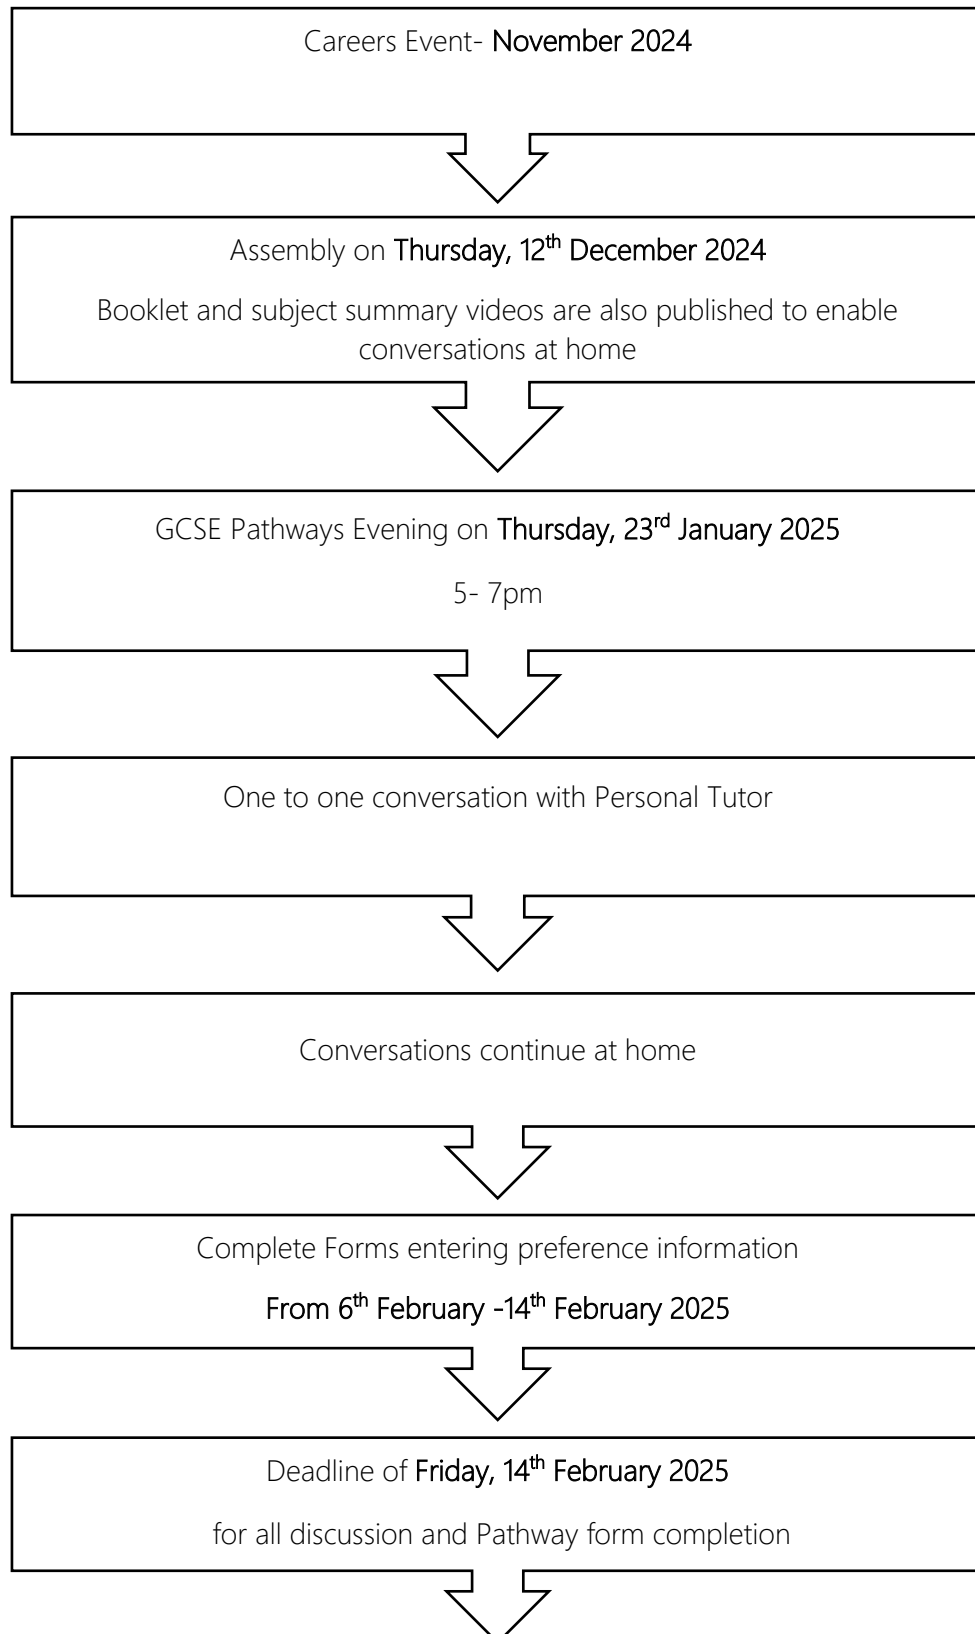 Careers Event- November 2024
Assembly on Thursday, 12th December 2024
Booklet and subject summary videos are also published to enable
conversations at home
GCSE Pathways Evening on Thursday, 23rd January 2025
5- 7pm
One to one conversation with Personal Tutor
Conversations continue at home
Complete Forms entering preference information
From 6th February -14th February 2025
Deadline of Friday, 14th February 2025
for all discussion and Pathway form completion